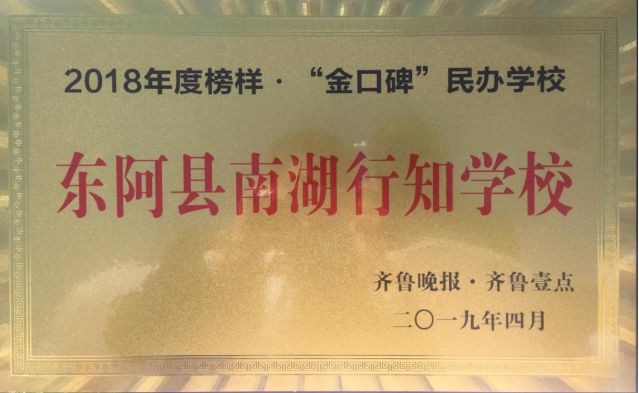 2018年度榜样·“金口碑”民办学校
东阿县南湖行知学校
齐鲁晚报·齐鲁壹点
二〇一九年四月